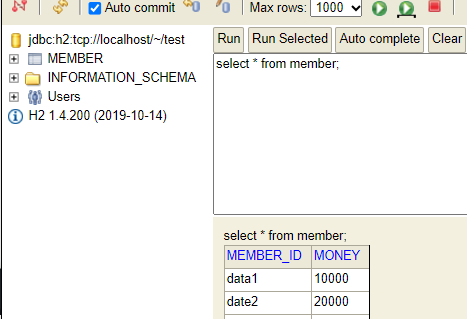 Auto commit
Max rows: 1000
jdbc:h2:tcp://localhost/~/test
MEMBER
INFORMATION_SCHEMA
Users
H2 1.4.200 (2019-10-14)
Run Run Selected Auto complete Clear
select * from member;
select * from member;
MEMBER_ID MONEY
data1 10000
date2 20000